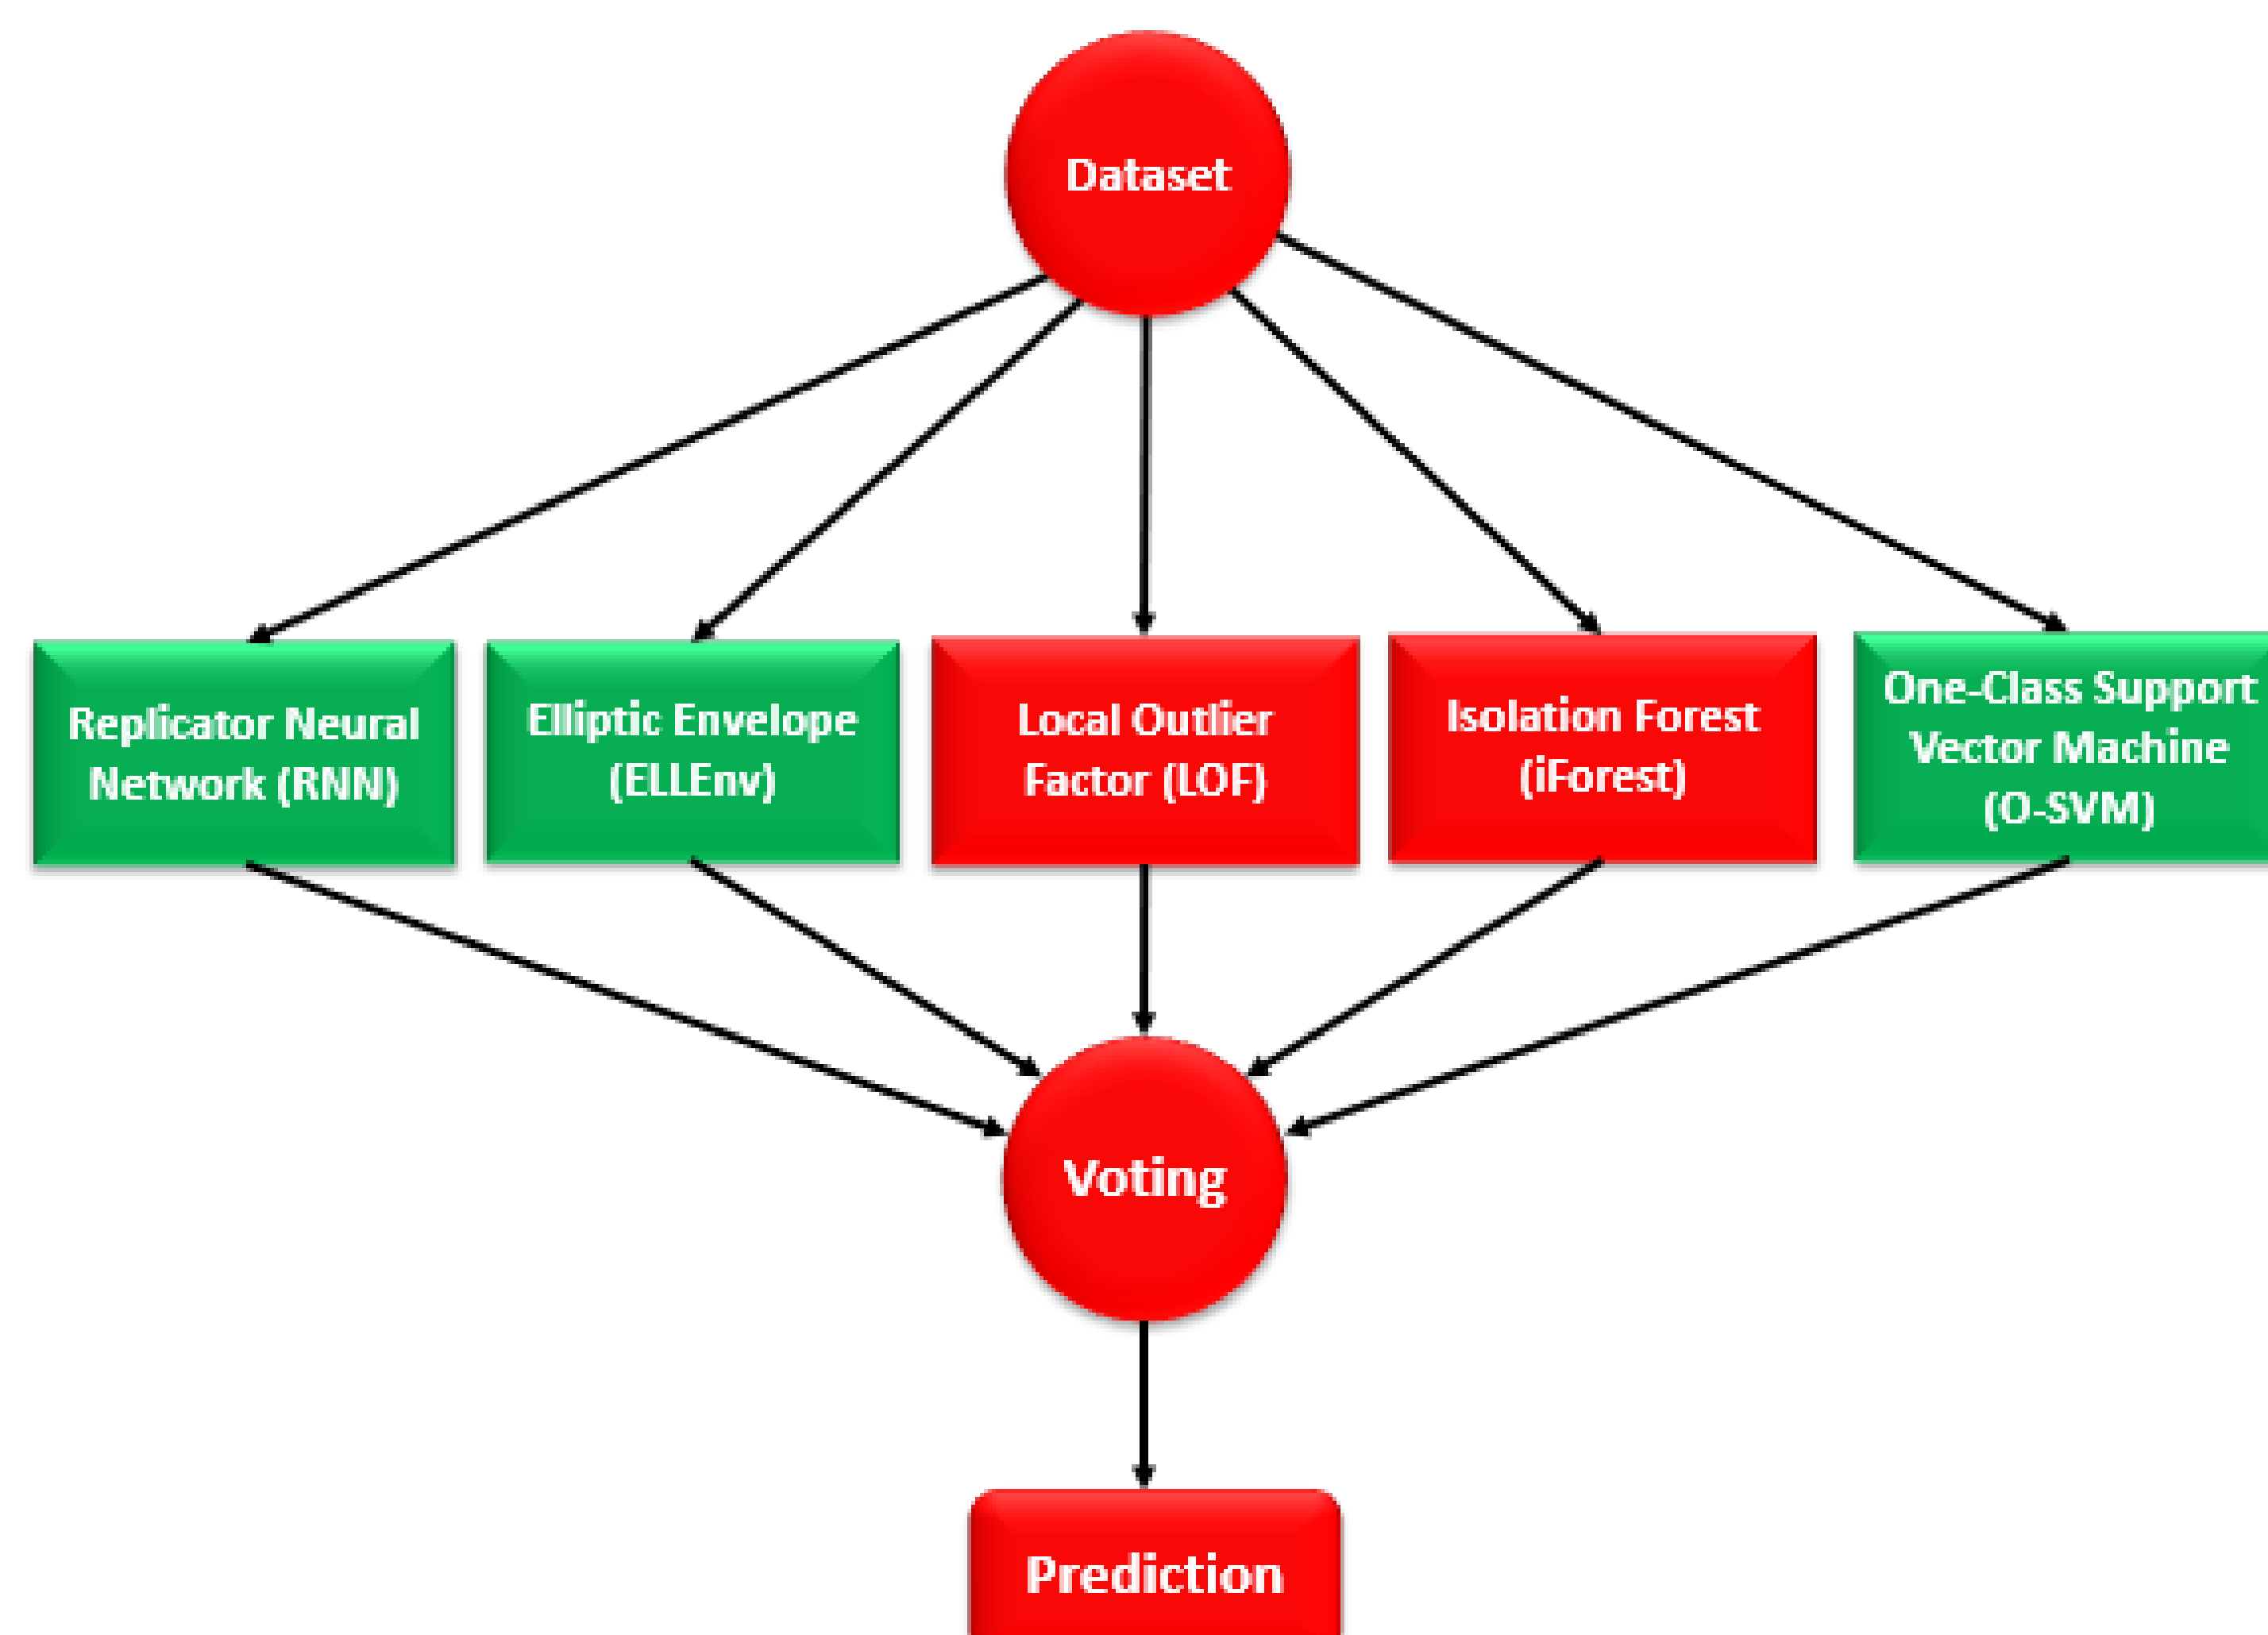 Dataset
Replicator Neural
Network (RNN)
Elliptic Envelope
(ELLEnv)
Local Outlier
Factor (LOF)
Isolation Forest
(iForest)
One-Class Support
Vector Machine
(O-SVM)
Voting
Prediction